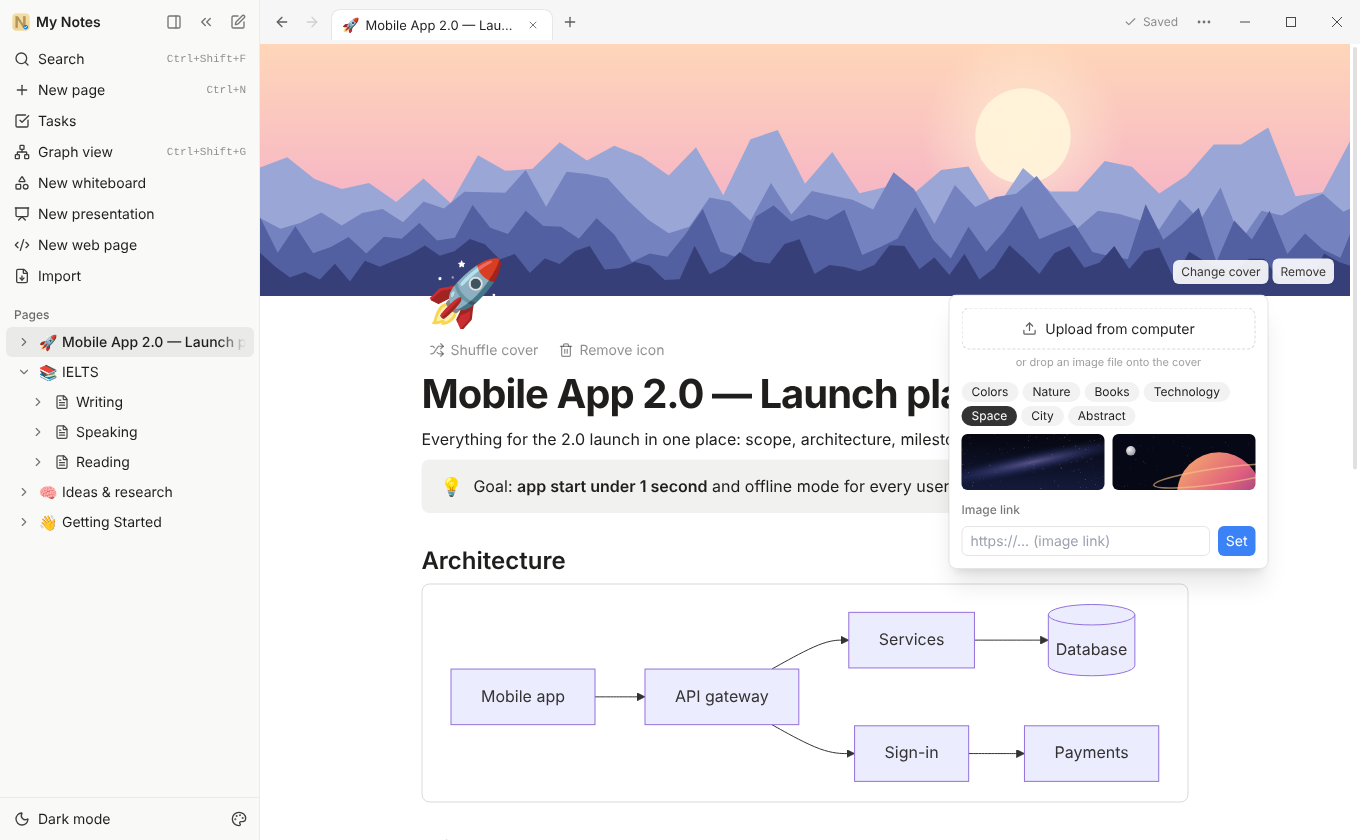 My Notes
Search Ctrl+Shift+F
New page Ctrl+N
Tasks
Graph view Ctrl+Shift+G
New whiteboard
New presentation
New web page
Import
Pages
Mobile App 2.0 — Launch p
IELTS
Writing
Speaking
Reading
Ideas & research
Getting Started
Dark mode
Mobile App 2.0 — Lau...
Saved
Change cover Remove
Shuffle cover Remove icon
Mobile App 2.0 — Launch pla
Everything for the 2.0 launch in one place: scope, architecture, milesto
Goal: app start under 1 second and offline mode for every user
Upload from computer
or drop an image file onto the cover
Colors Nature Books Technology
Space City Abstract
Image link
https://... (image link) Set
Architecture
Mobile app
API gateway
Services
Database
Sign-in
Payments